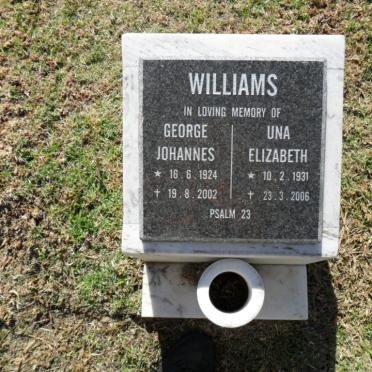 WILLIAMS
IN LOVING MEMORY OF
GEORGE JOHANNES
* 16 . 6 . 1924
† 19 . 8 . 2002
UNA ELIZABETH
* 10 . 2 . 1931
† 23 . 3 . 2006
PSALM 23